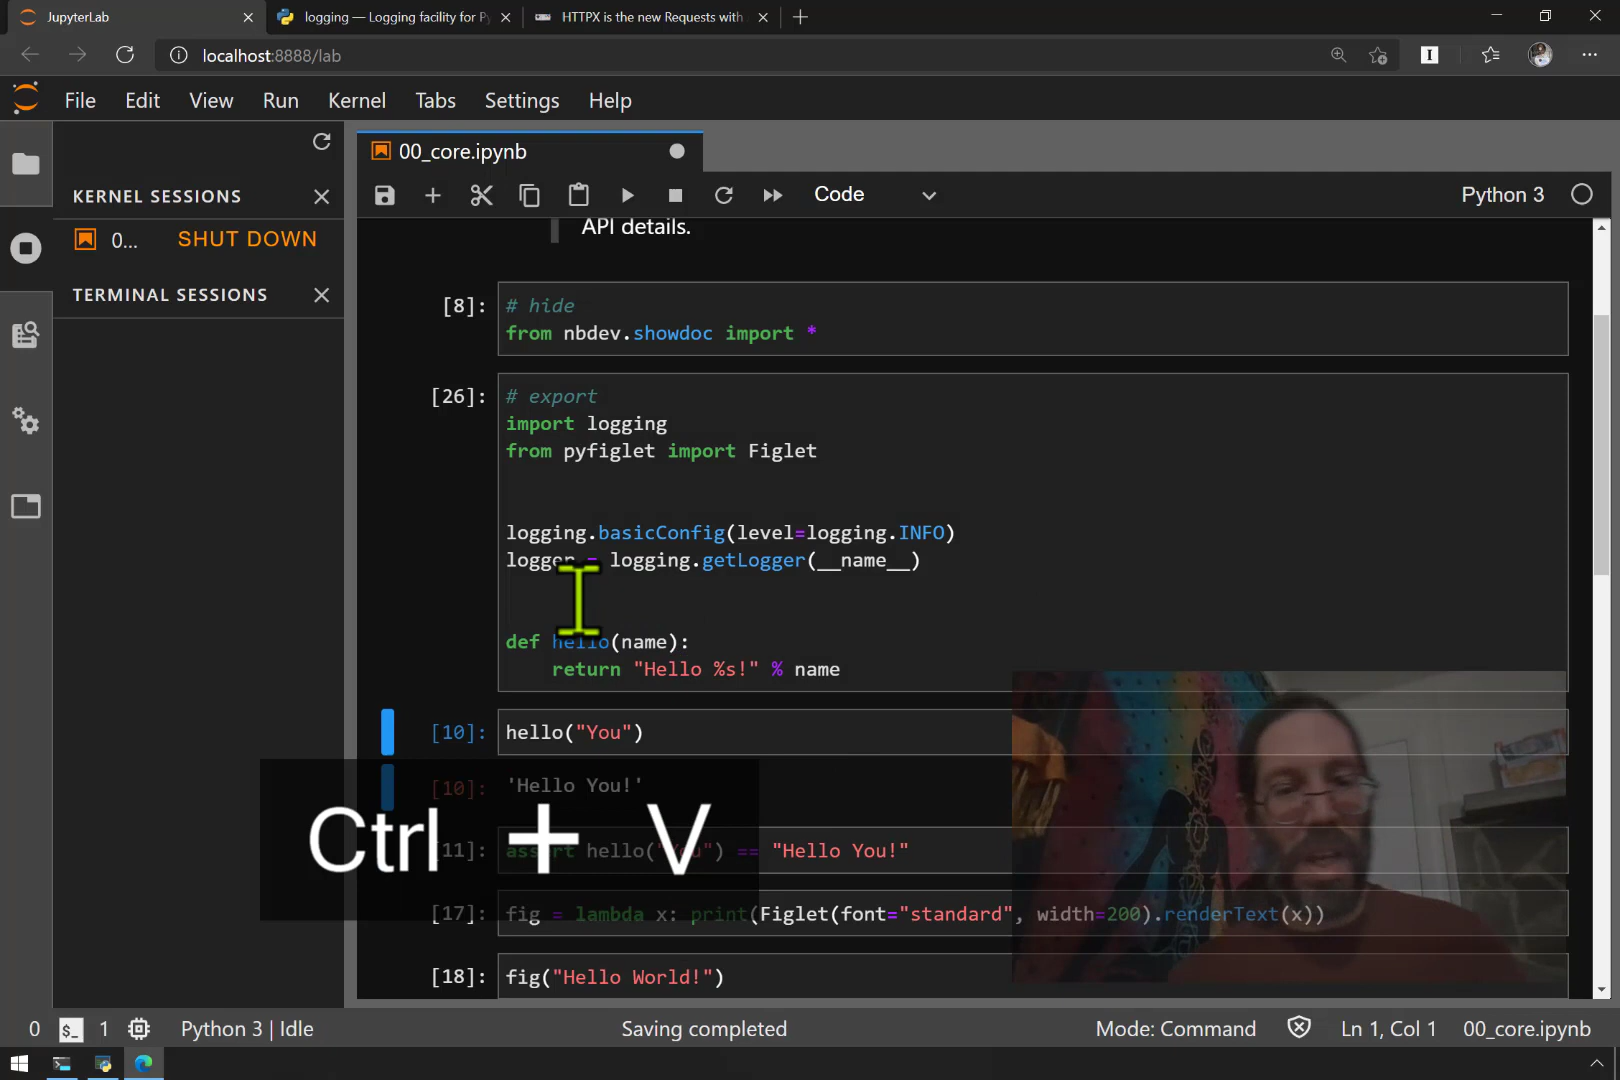 JupyterLab
logging — Logging facility for Py
HTTPX is the new Requests with
localhost:8888/lab
File Edit View Run Kernel Tabs Settings Help
00_core.ipynb
KERNEL SESSIONS
Code
Python 3
0... SHUT DOWN
TERMINAL SESSIONS
API details.
[8]: # hide
from nbdev.showdoc import *
[26]: # export
import logging
from pyfiglet import Figlet
logging.basicConfig(level=logging.INFO)
logger = logging.getLogger(__name__)
def hello(name):
return "Hello %s!" % name
[10]: hello("You")
[10]: 'Hello You!'
Ctrl + V
[11]: assert hello("You") == "Hello You!"
[17]: fig = lambda x: print(Figlet(font="standard", width=200).renderText(x))
[18]: fig("Hello World!")
0 $_ 1 Python 3 | Idle Saving completed Mode: Command Ln 1, Col 1 00_core.ipynb